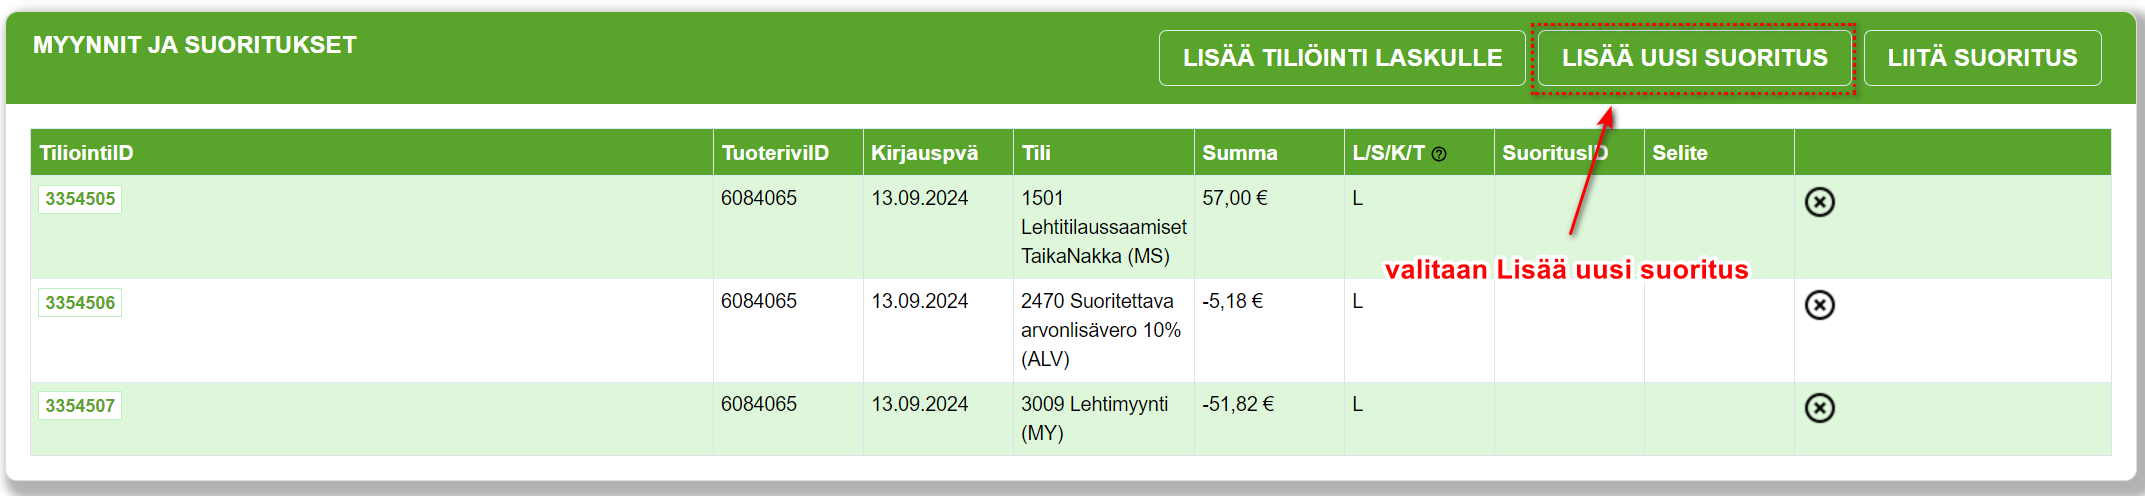 MYYNNIT JA SUORITUKSET
LISÄÄ TILIÖINTI LASKULLE
LISÄÄ UUSI SUORITUS
LIITÄ SUORITUS
TiliointiID TuoteriviID Kirjauspvä Tili Summa L/S/K/T SuoritusID Selite
3354505 6084065 13.09.2024 1501 57,00 € L
Lehtitilaussaamiset
TaikaNakka (MS)
valitaan Lisää uusi suoritus
3354506 6084065 13.09.2024 2470 Suoritettava -5,18 € L
arvonlisävero 10%
(ALV)
3354507 6084065 13.09.2024 3009 Lehtimyynti -51,82 € L
(MY)